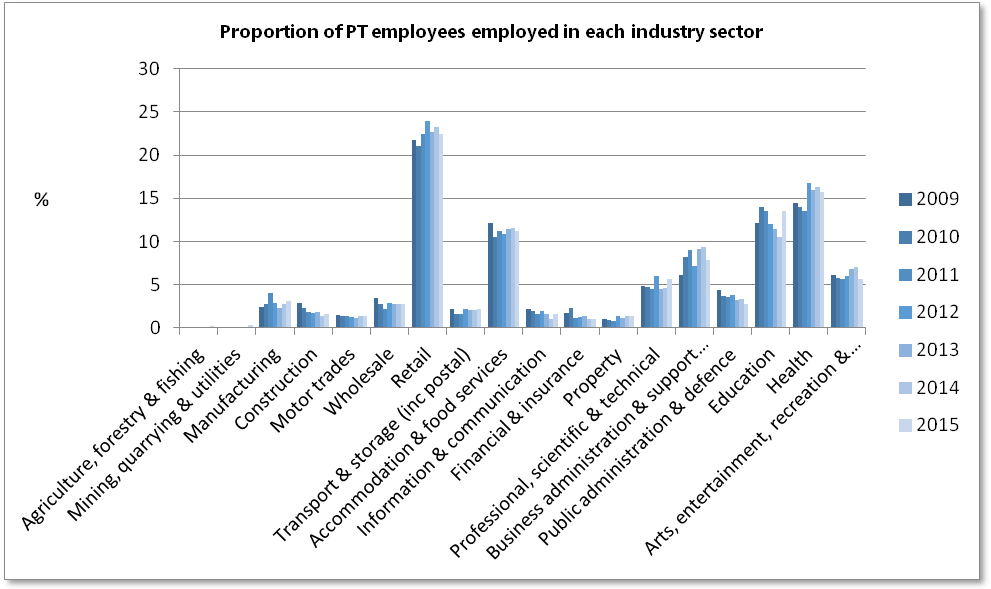 Proportion of PT employees employed in each industry sector
30
25
20
15
10
5
0
%
2009
2010
2011
2012
2013
2014
2015
Agriculture, forestry & fishing
Mining, quarrying & utilities
Manufacturing
Construction
Motor trades
Wholesale
Retail
Transport & storage (inc postal)
Accommodation & food services
Information & communication
Financial & insurance
Property
Professional, scientific & technical
Business administration & support...
Public administration & defence
Education
Health
Arts, entertainment, recreation &...